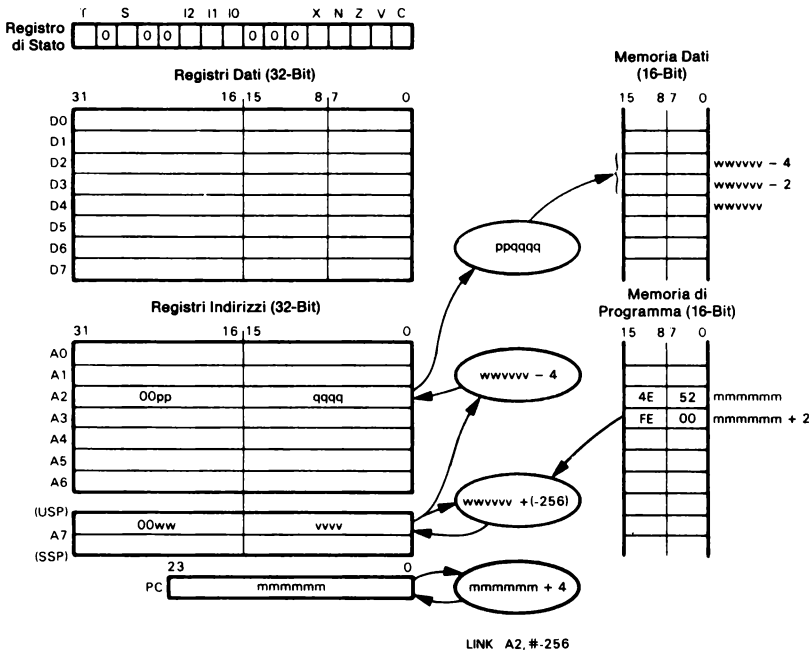 T S I2 I1 I0 X N Z V C
Registro di Stato
0 0 0 0 0 0
Registri Dati (32-Bit)
31 16 15 8 7 0
D0
D1
D2
D3
D4
D5
D6
D7
Memoria Dati
(16-Bit)
15 8 7 0
wwvvvv - 4
wwvvvv - 2
wwvvvv
ppqqqq
Registri Indirizzi (32-Bit)
31 16 15 0
A0
A1
A2 00pp qqqq
A3
A4
A5
A6
(USP)
A7 00ww vvvv
(SSP)
23 0
PC mmmmmm
wwvvvv - 4
wwvvvv +(-256)
mmmmmm + 4
Memoria di
Programma (16-Bit)
15 8 7 0
4E 52 mmmmmm
FE 00 mmmmmm + 2
LINK A2, #-256